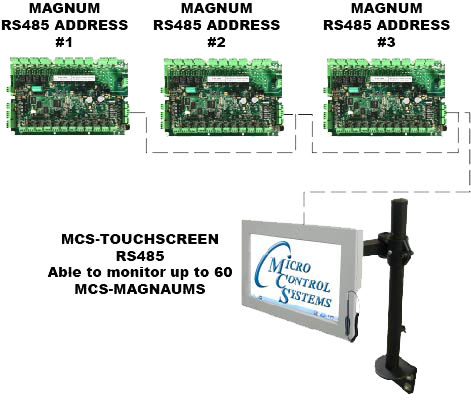 MAGNUM
RS485 ADDRESS
#1
MAGNUM
RS485 ADDRESS
#2
MAGNUM
RS485 ADDRESS
#3
MCS-TOUCHSCREEN
RS485
Able to monitor up to 60
MCS-MAGNAUMS
MICRO
CONTROL
SYSTEMS